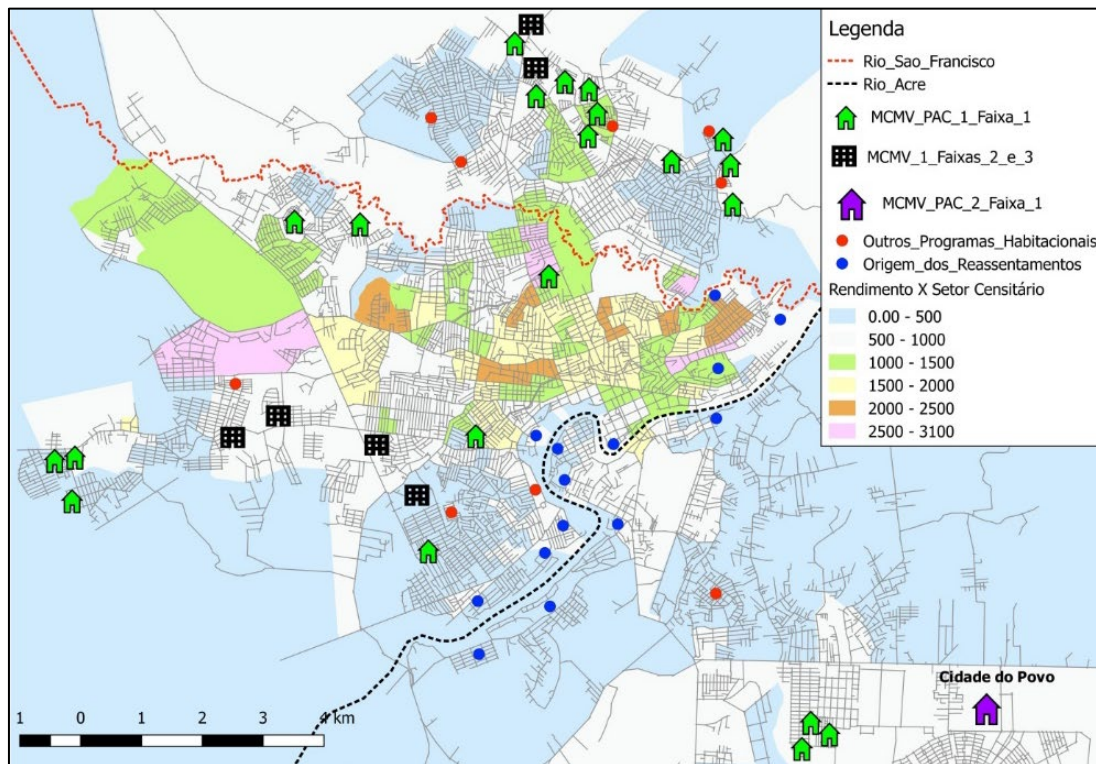 Legenda
Rio_Sao_Francisco
Rio_Acre
MCMV_PAC_1_Faixa_1
MCMV_1_Faixas_2_e_3
MCMV_PAC_2_Faixa_1
Outros_Programas_Habitacionais
Origem_dos_Reassentamentos
Rendimento X Setor Censitário
0.00 - 500
500 - 1000
1000 - 1500
1500 - 2000
2000 - 2500
2500 - 3100
Cidade do Povo
1 0 1 2 3 4 km